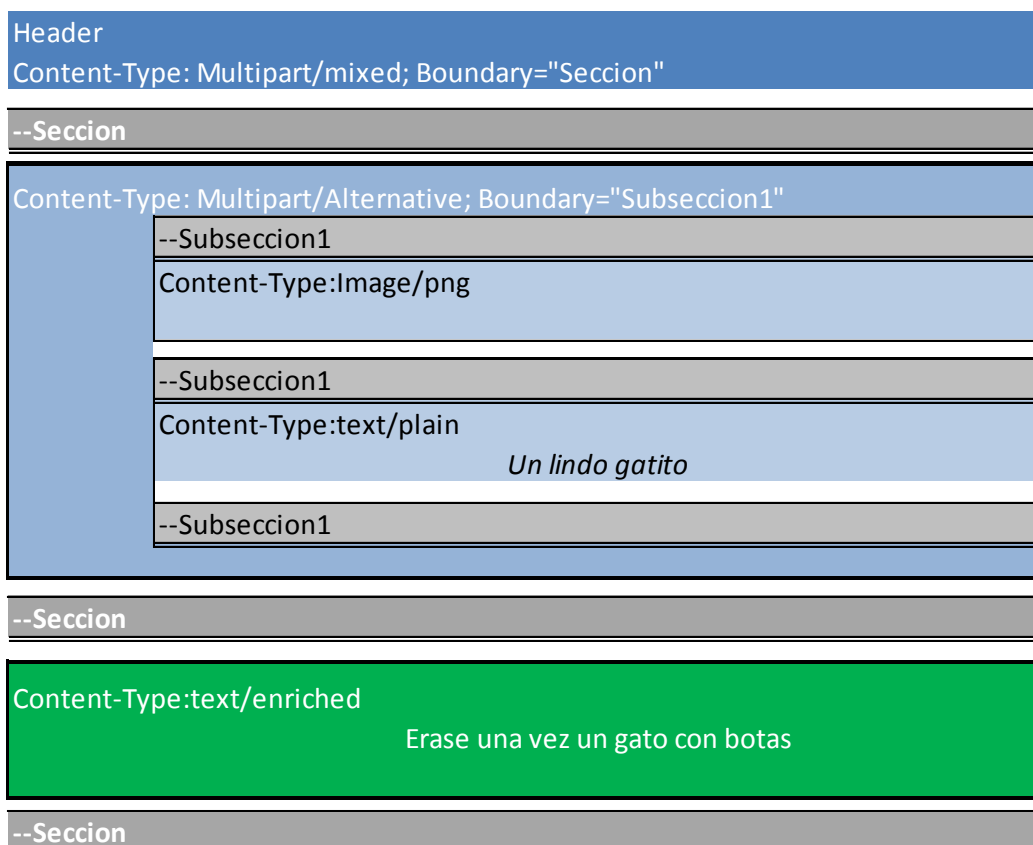 Header
Content-Type: Multipart/mixed; Boundary="Seccion"
--Seccion
Content-Type: Multipart/Alternative; Boundary="Subseccion1"
--Subseccion1
Content-Type:Image/png
--Subseccion1
Content-Type:text/plain
Un lindo gatito
--Subseccion1
--Seccion
Content-Type:text/enriched
Erase una vez un gato con botas
--Seccion